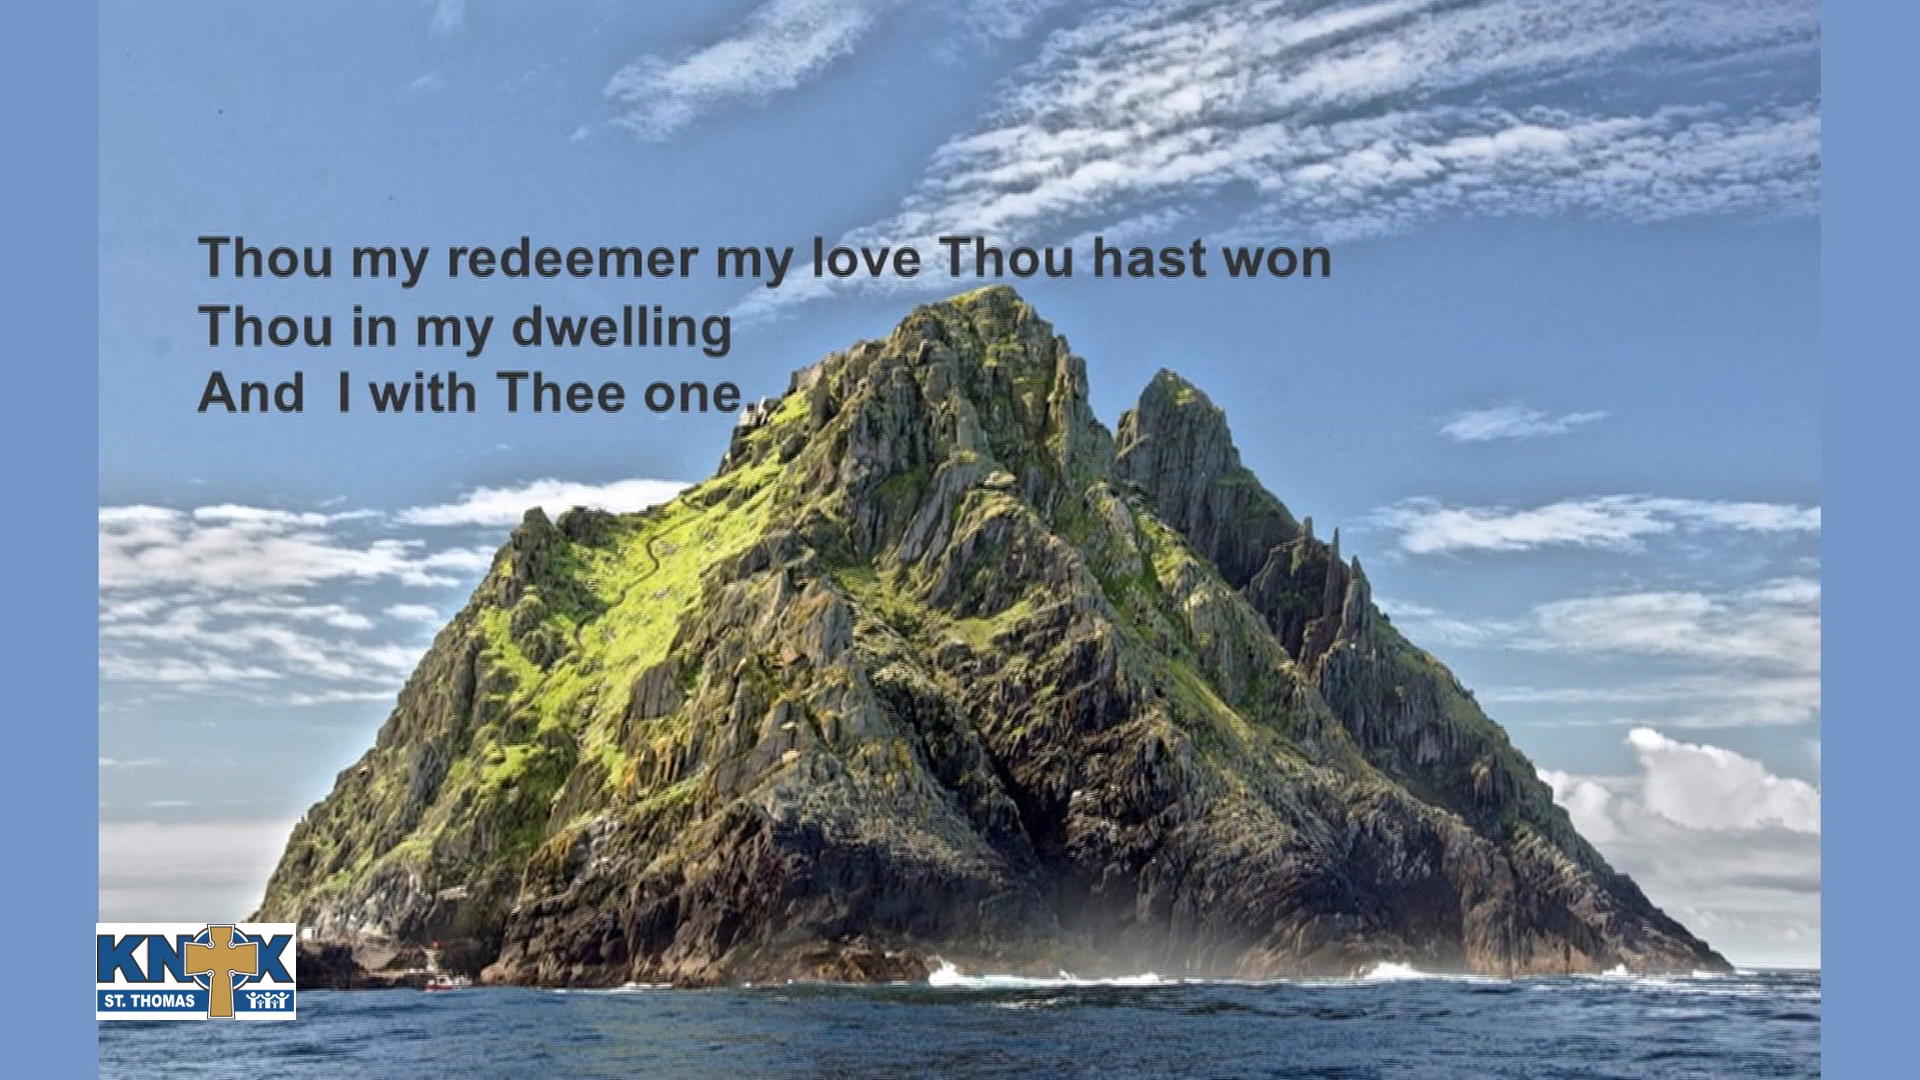 Thou my redeemer my love Thou hast won
Thou in my dwelling
And  I with Thee one.
KNOX
ST. THOMAS